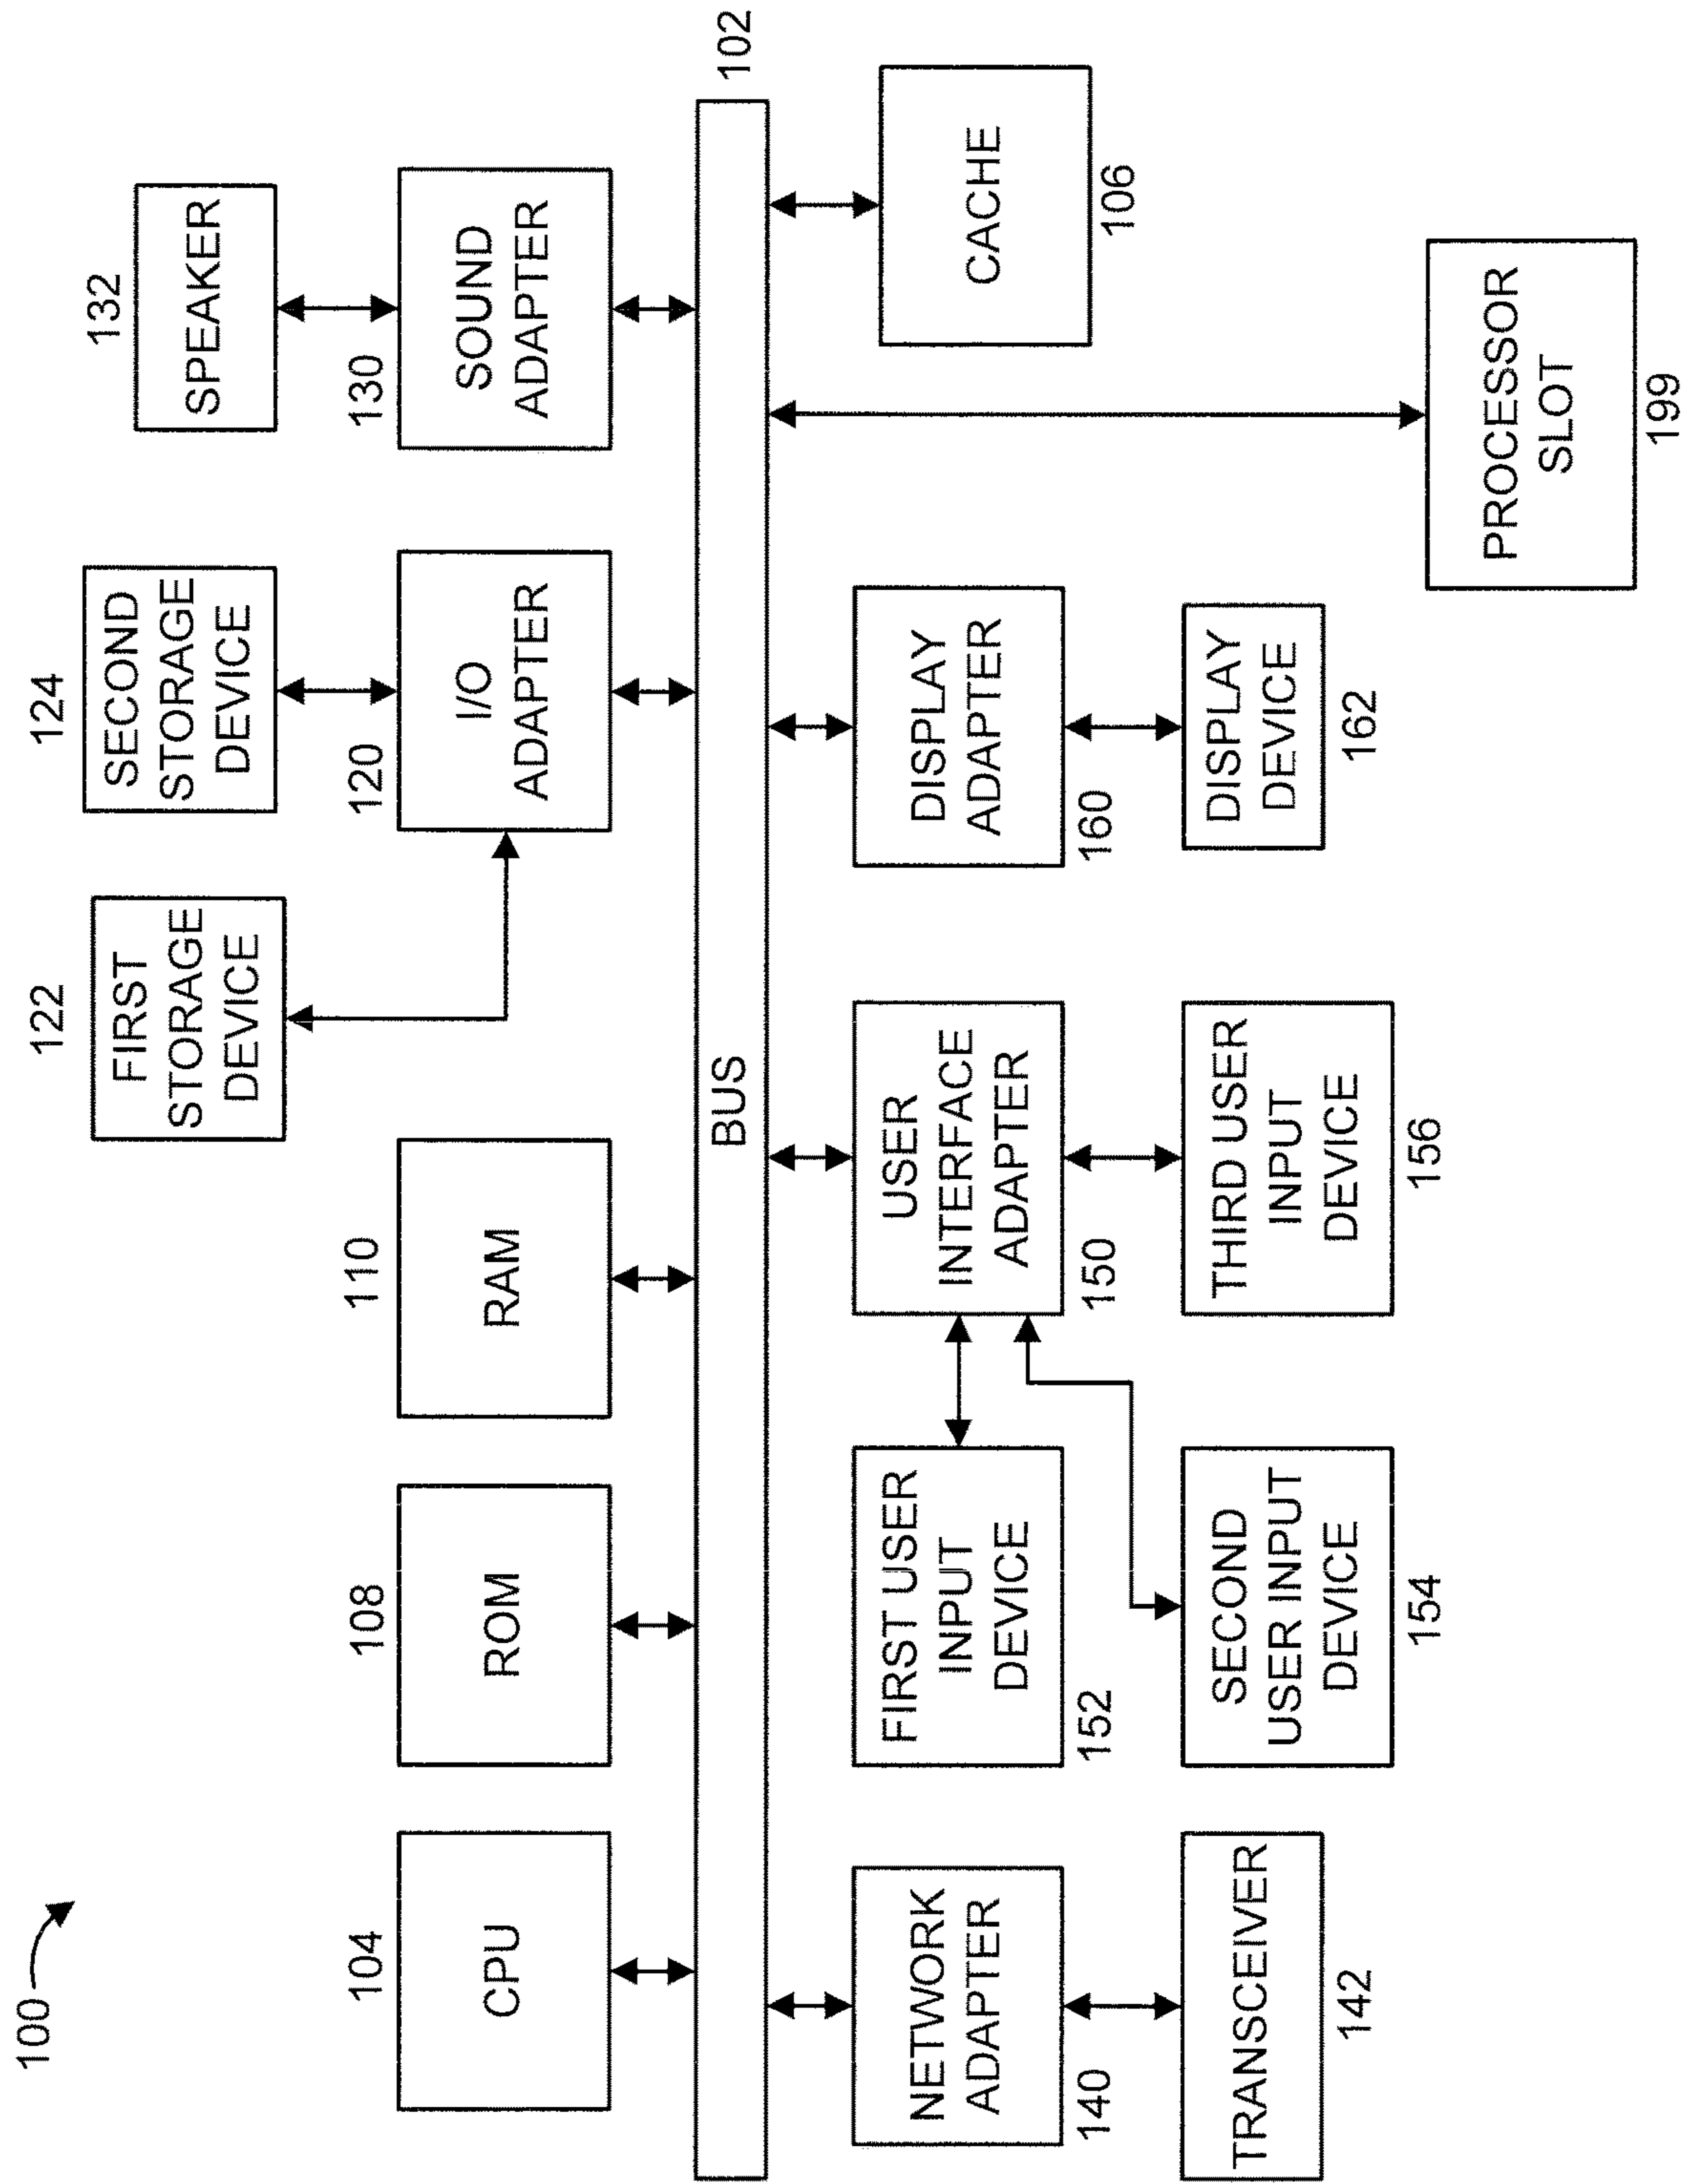 100
104
CPU
108
ROM
110
RAM
122
FIRST
STORAGE
DEVICE
124
SECOND
STORAGE
DEVICE
120
I/O
ADAPTER
132
SPEAKER
130
SOUND
ADAPTER
BUS
102
NETWORK
ADAPTER
140
TRANSCEIVER
142
FIRST USER
INPUT
DEVICE
152
SECOND
USER INPUT
DEVICE
154
USER
INTERFACE
ADAPTER
150
THIRD USER
INPUT
DEVICE
156
DISPLAY
ADAPTER
160
DISPLAY
DEVICE
162
CACHE
106
PROCESSOR
SLOT
199